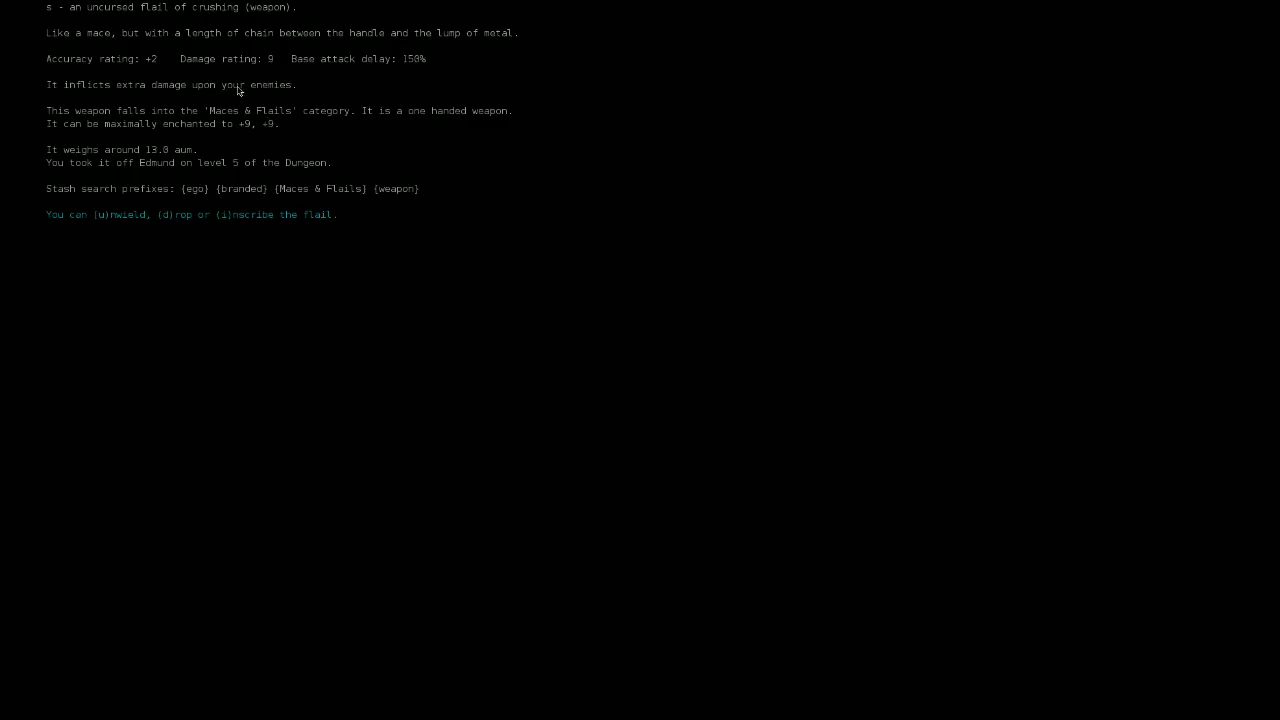 s - an uncursed flail of crushing (weapon).
Like a mace, but with a length of chain between the handle and the lump of metal.
Accuracy rating: +2    Damage rating: 9   Base attack delay: 150%
It inflicts extra damage upon your enemies.
This weapon falls into the 'Maces & Flails' category. It is a one handed weapon.
It can be maximally enchanted to +9, +9.
It weighs around 13.0 aum.
You took it off Edmund on level 5 of the Dungeon.
Stash search prefixes: {ego} {branded} {Maces & Flails} {weapon}
You can (u)nwield, (d)rop or (i)nscribe the flail.